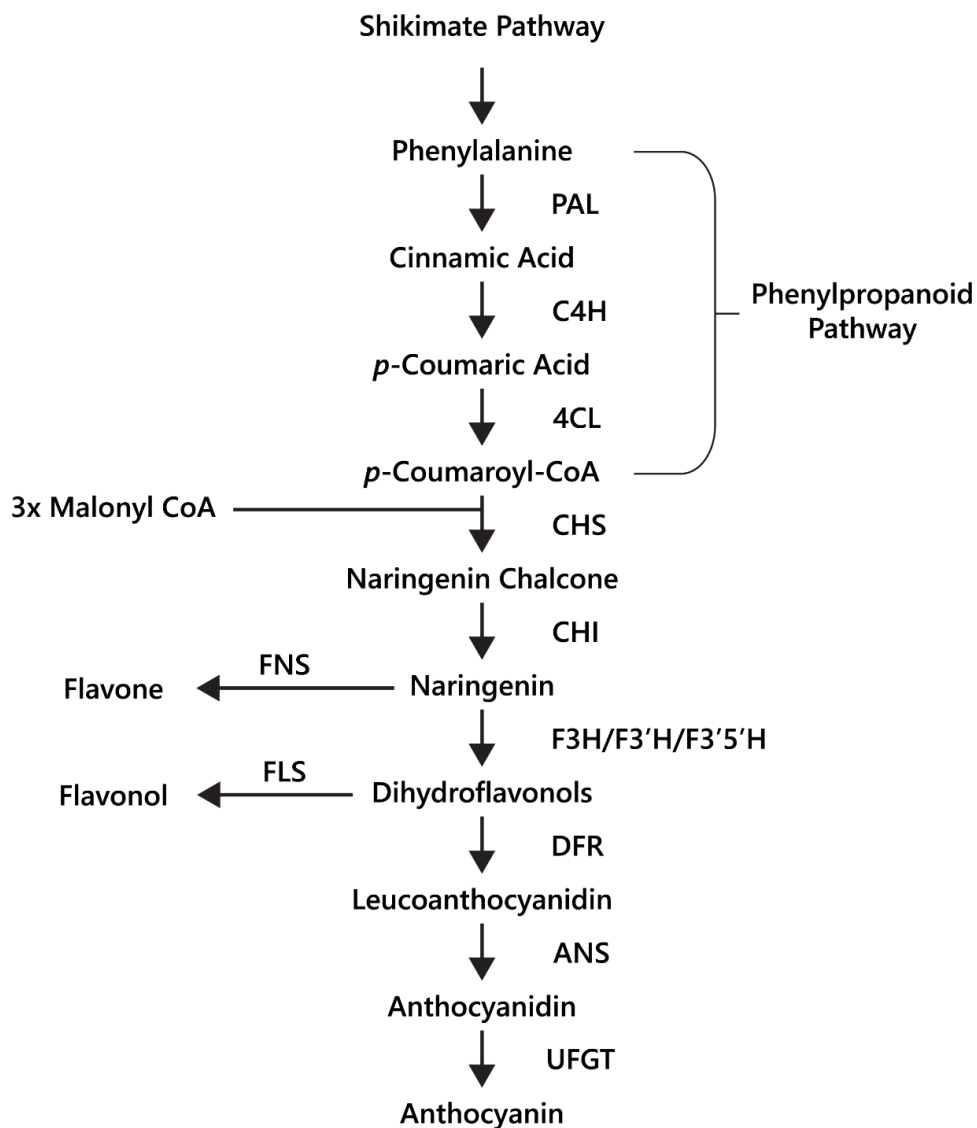 Shikimate Pathway
Phenylalanine
PAL
Cinnamic Acid
C4H
Phenylpropanoid
Pathway
p-Coumaric Acid
4CL
p-Coumaroyl-CoA
3x Malonyl CoA
CHS
Naringenin Chalcone
CHI
FNS
Flavone
Naringenin
F3H/F3’H/F3’5’H
FLS
Flavonol
Dihydroflavonols
DFR
Leucoanthocyanidin
ANS
Anthocyanidin
UFGT
Anthocyanin